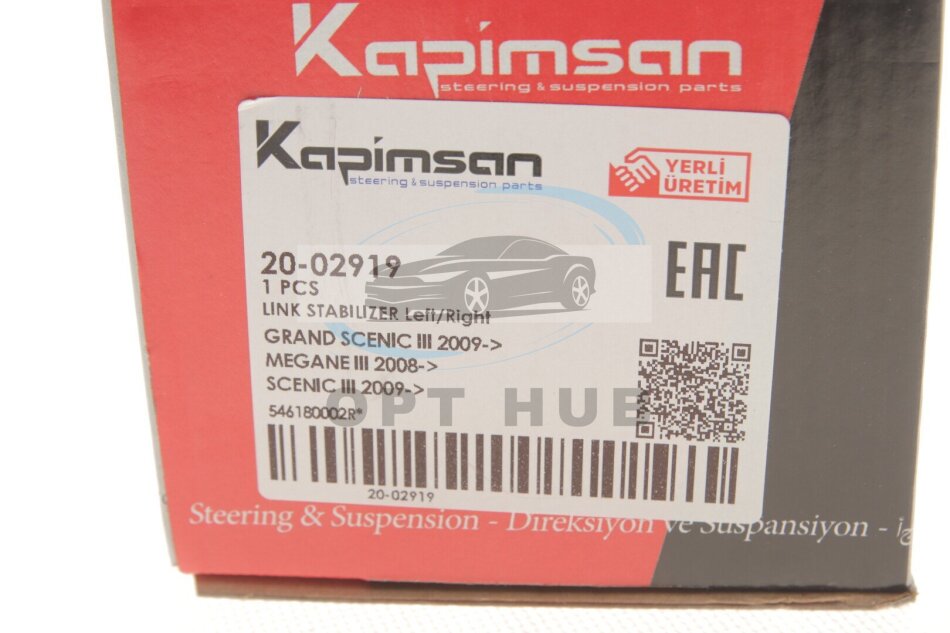 Kapimsan
steering & suspension parts
Kapimsan
steering & suspension parts
YERLİ
ÜRETİM
20-02919
1 PCS
EAC
LINK STABILIZER Left/Right
GRAND SCENIC III 2009->
MEGANE III 2008->
SCENIC III 2009->
OPT HUB
546180002R*
20-02919
Steering & Suspension - Direksiyon ve Suspansiyon -